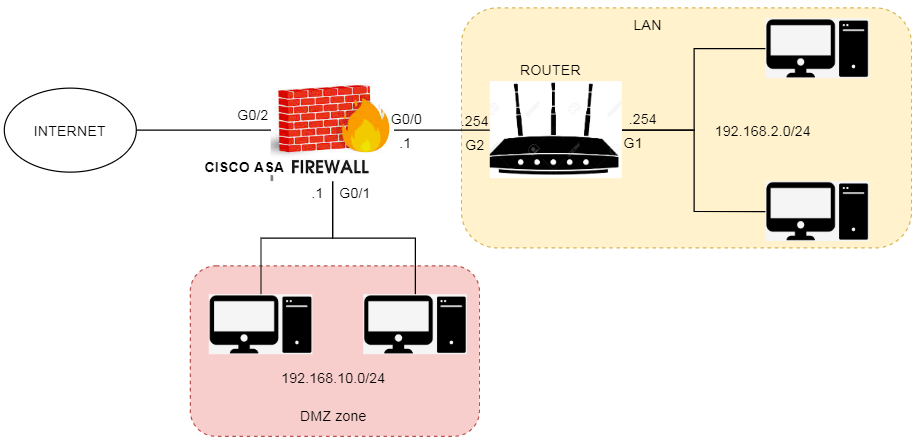 LAN
ROUTER
INTERNET
G0/2
G0/0
.1
.254
G2
.254
G1
192.168.2.0/24
CISCO ASA FIREWALL
.1
G0/1
192.168.10.0/24
DMZ zone